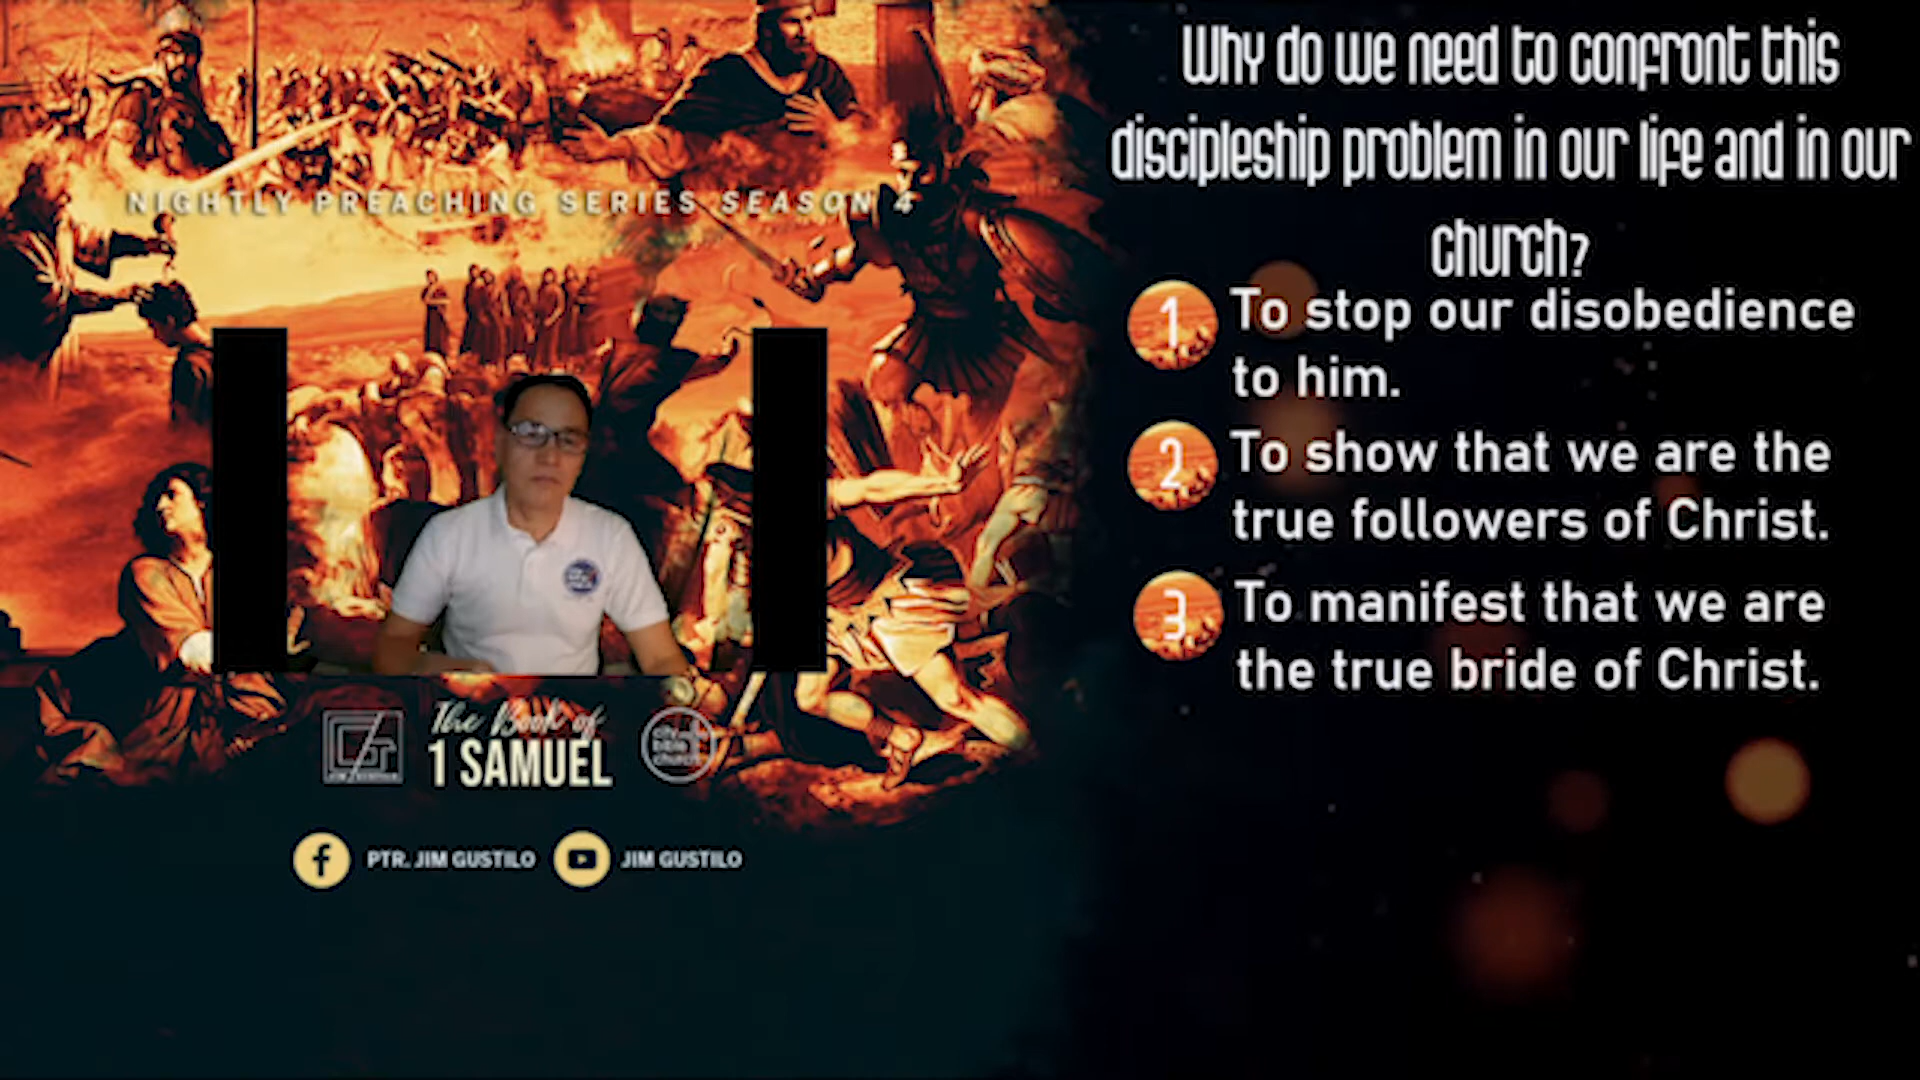 Why do we need to confront this
discipleship problem in our life and in our
church?
NIGHTLY PREACHING SERIES SEASON 4
1 To stop our disobedience
to him.
2 To show that we are the
true followers of Christ.
3 To manifest that we are
the true bride of Christ.
The Book of
1 SAMUEL
city
bible
church
PTR. JIM GUSTILO
JIM GUSTILO